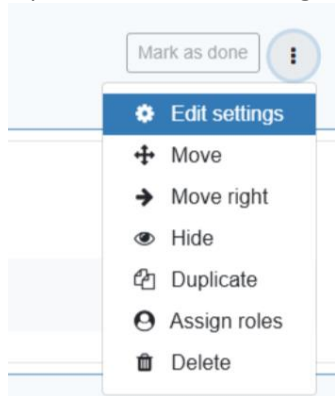 Mark as done
Edit settings
Move
Move right
Hide
Duplicate
Assign roles
Delete